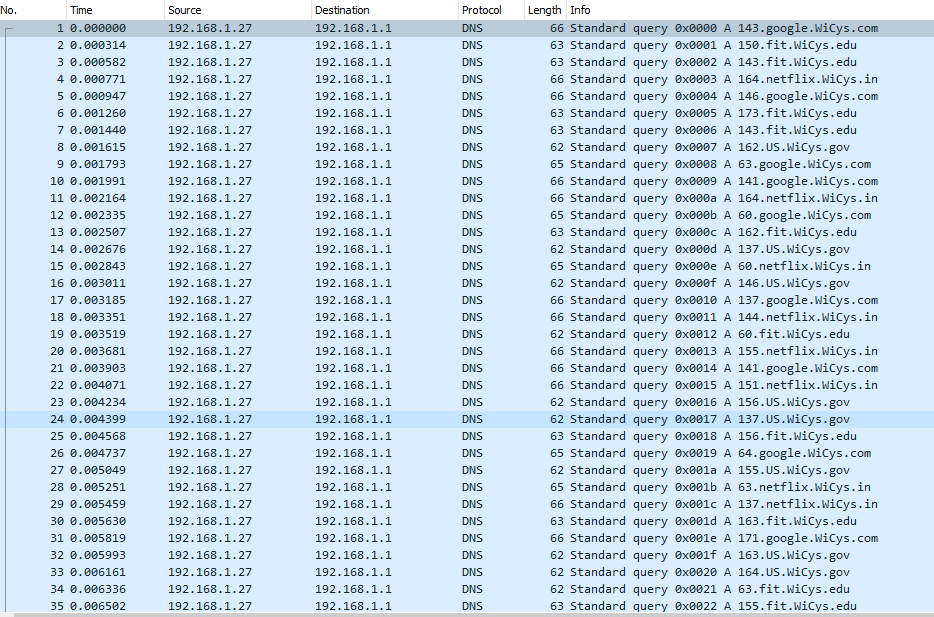 No. Time Source Destination Protocol Length Info
1 0.000000 192.168.1.27 192.168.1.1 DNS 66 Standard query 0x0000 A 143.google.WiCys.com
2 0.000314 192.168.1.27 192.168.1.1 DNS 63 Standard query 0x0001 A 150.fit.WiCys.edu
3 0.000582 192.168.1.27 192.168.1.1 DNS 63 Standard query 0x0002 A 143.fit.WiCys.edu
4 0.000771 192.168.1.27 192.168.1.1 DNS 66 Standard query 0x0003 A 164.netflix.WiCys.in
5 0.000947 192.168.1.27 192.168.1.1 DNS 66 Standard query 0x0004 A 146.google.WiCys.com
6 0.001260 192.168.1.27 192.168.1.1 DNS 63 Standard query 0x0005 A 173.fit.WiCys.edu
7 0.001440 192.168.1.27 192.168.1.1 DNS 63 Standard query 0x0006 A 143.fit.WiCys.edu
8 0.001615 192.168.1.27 192.168.1.1 DNS 62 Standard query 0x0007 A 162.US.WiCys.gov
9 0.001793 192.168.1.27 192.168.1.1 DNS 65 Standard query 0x0008 A 63.google.WiCys.com
10 0.001991 192.168.1.27 192.168.1.1 DNS 66 Standard query 0x0009 A 141.google.WiCys.com
11 0.002164 192.168.1.27 192.168.1.1 DNS 66 Standard query 0x000a A 164.netflix.WiCys.in
12 0.002335 192.168.1.27 192.168.1.1 DNS 65 Standard query 0x000b A 60.google.WiCys.com
13 0.002507 192.168.1.27 192.168.1.1 DNS 63 Standard query 0x000c A 162.fit.WiCys.edu
14 0.002676 192.168.1.27 192.168.1.1 DNS 62 Standard query 0x000d A 137.US.WiCys.gov
15 0.002843 192.168.1.27 192.168.1.1 DNS 65 Standard query 0x000e A 60.netflix.WiCys.in
16 0.003011 192.168.1.27 192.168.1.1 DNS 62 Standard query 0x000f A 146.US.WiCys.gov
17 0.003185 192.168.1.27 192.168.1.1 DNS 66 Standard query 0x0010 A 137.google.WiCys.com
18 0.003351 192.168.1.27 192.168.1.1 DNS 66 Standard query 0x0011 A 144.netflix.WiCys.in
19 0.003519 192.168.1.27 192.168.1.1 DNS 62 Standard query 0x0012 A 60.fit.WiCys.edu
20 0.003681 192.168.1.27 192.168.1.1 DNS 66 Standard query 0x0013 A 155.netflix.WiCys.in
21 0.003903 192.168.1.27 192.168.1.1 DNS 66 Standard query 0x0014 A 141.google.WiCys.com
22 0.004071 192.168.1.27 192.168.1.1 DNS 66 Standard query 0x0015 A 151.netflix.WiCys.in
23 0.004234 192.168.1.27 192.168.1.1 DNS 62 Standard query 0x0016 A 156.US.WiCys.gov
24 0.004399 192.168.1.27 192.168.1.1 DNS 62 Standard query 0x0017 A 137.US.WiCys.gov
25 0.004568 192.168.1.27 192.168.1.1 DNS 63 Standard query 0x0018 A 156.fit.WiCys.edu
26 0.004737 192.168.1.27 192.168.1.1 DNS 65 Standard query 0x0019 A 64.google.WiCys.com
27 0.005049 192.168.1.27 192.168.1.1 DNS 62 Standard query 0x001a A 155.US.WiCys.gov
28 0.005251 192.168.1.27 192.168.1.1 DNS 65 Standard query 0x001b A 63.netflix.WiCys.in
29 0.005459 192.168.1.27 192.168.1.1 DNS 66 Standard query 0x001c A 137.netflix.WiCys.in
30 0.005630 192.168.1.27 192.168.1.1 DNS 63 Standard query 0x001d A 163.fit.WiCys.edu
31 0.005819 192.168.1.27 192.168.1.1 DNS 66 Standard query 0x001e A 171.google.WiCys.com
32 0.005993 192.168.1.27 192.168.1.1 DNS 62 Standard query 0x001f A 163.US.WiCys.gov
33 0.006161 192.168.1.27 192.168.1.1 DNS 62 Standard query 0x0020 A 164.US.WiCys.gov
34 0.006336 192.168.1.27 192.168.1.1 DNS 62 Standard query 0x0021 A 63.fit.WiCys.edu
35 0.006502 192.168.1.27 192.168.1.1 DNS 63 Standard query 0x0022 A 155.fit.WiCys.edu